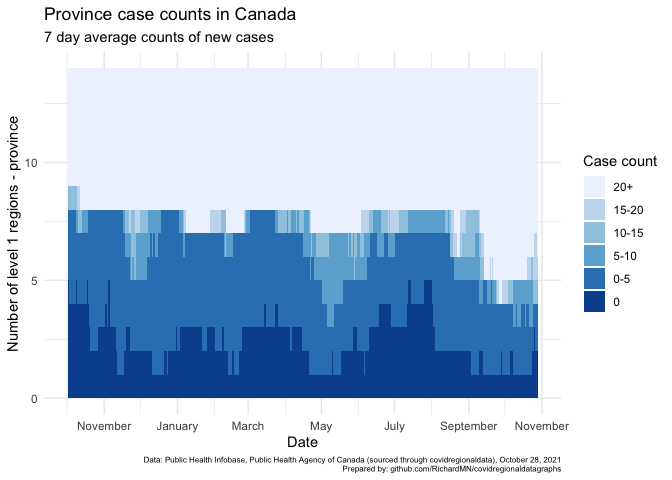 Province case counts in Canada
7 day average counts of new cases
Number of level 1 regions - province
10
5
0
November
January
March
May
July
September
November
Date
Case count
20+
15-20
10-15
5-10
0-5
0
Data: Public Health Infobase, Public Health Agency of Canada (sourced through covidregionaldata), October 28, 2021
Prepared by: github.com/RichardMN/covidregionaldatagraphs